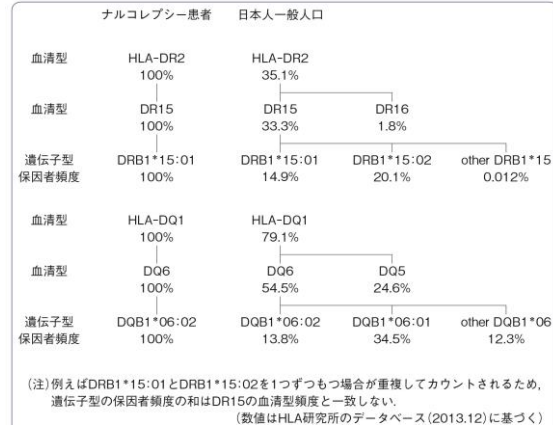 ナルコレプシー患者 日本人一般人口
血清型 HLA-DR2 HLA-DR2
100% 35.1%
血清型 DR15 DR15 DR16
100% 33.3% 1.8%
遺伝子型 DRB1*15:01 DRB1*15:01 DRB1*15:02 other DRB1*15
保因者頻度 100% 14.9% 20.1% 0.012%
血清型 HLA-DQ1 HLA-DQ1
100% 79.1%
血清型 DQ6 DQ6 DQ5
100% 54.5% 24.6%
遺伝子型 DQB1*06:02 DQB1*06:02 DQB1*06:01 other DQB1*06
保因者頻度 100% 13.8% 34.5% 12.3%
(注)例えばDRB1*15:01とDRB1*15:02を1つずつもつ場合が重複してカウントされるため,
遺伝子型の保因者頻度の和はDR15の血清型頻度と一致しない.
(数値はHLA研究所のデータベース(2013.12)に基づく)